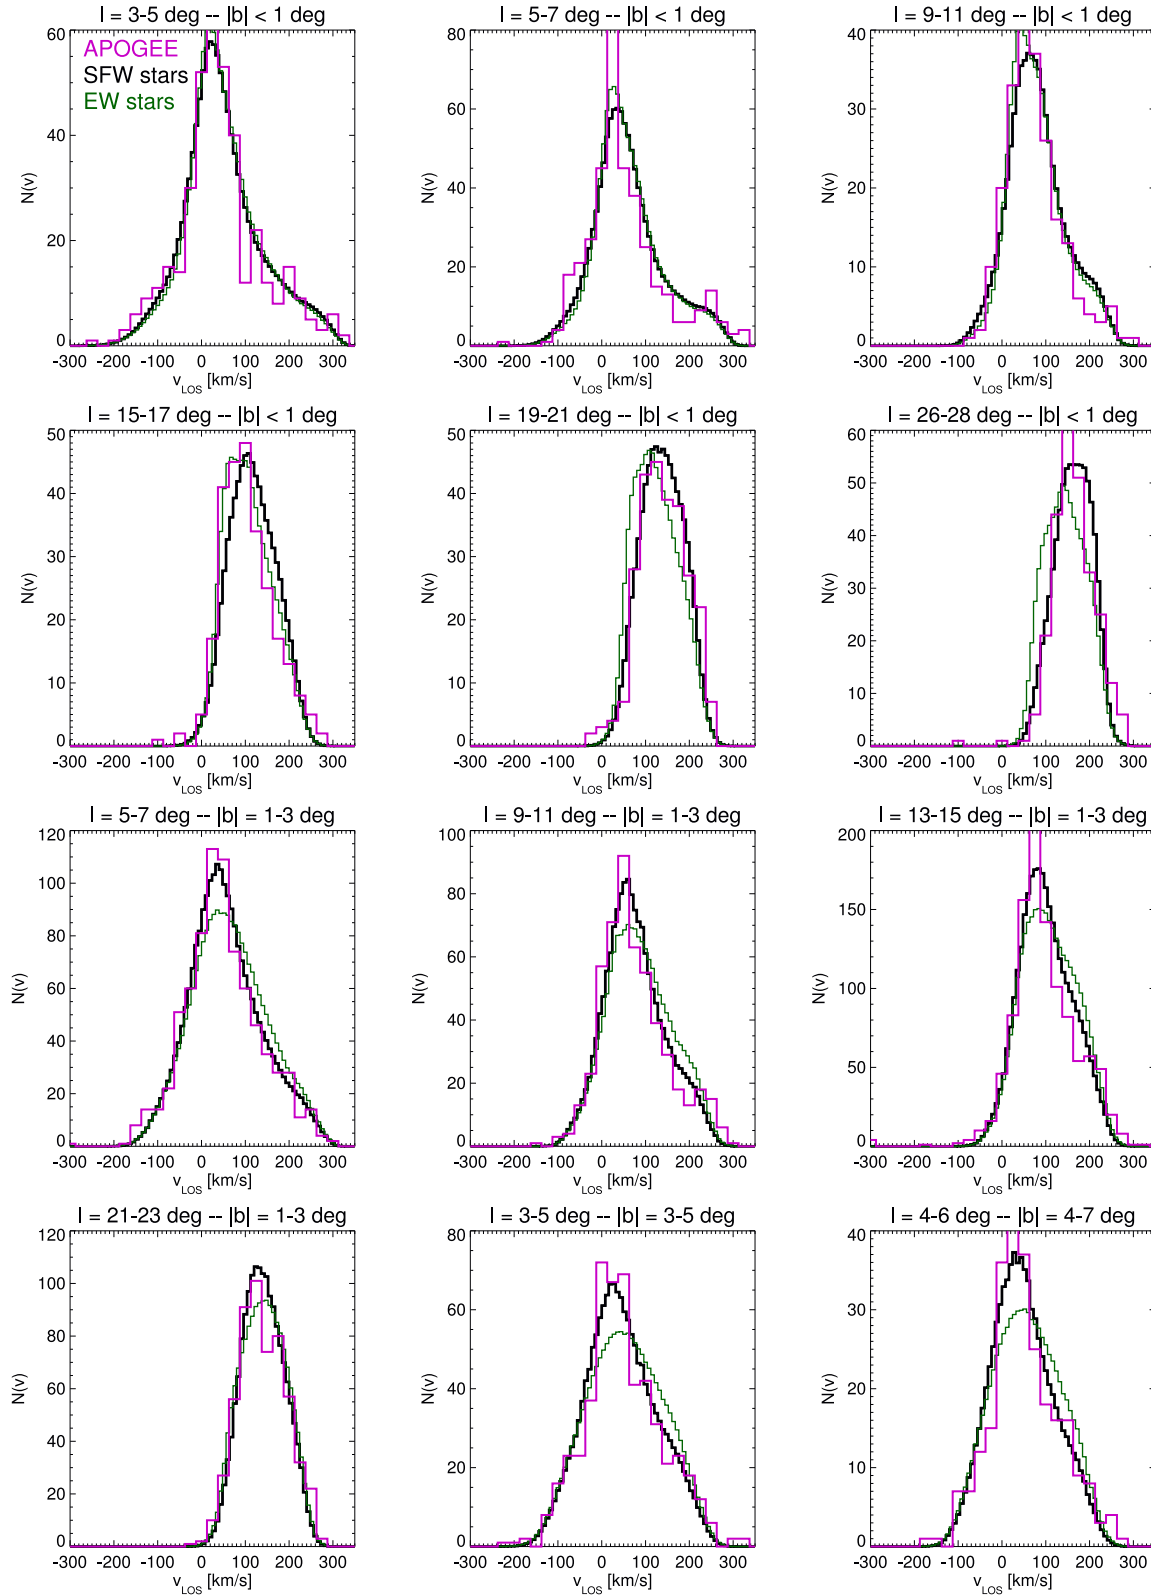 l = 3-5 deg -- |b| < 1 deg
l = 5-7 deg -- |b| < 1 deg
l = 9-11 deg -- |b| < 1 deg
60
40
20
0
N(v)
APOGEE
SFW stars
EW stars
-300 -200 -100 0 100 200 300
v_LOS [km/s]
80
60
40
20
0
N(v)
-300 -200 -100 0 100 200 300
v_LOS [km/s]
40
30
20
10
0
N(v)
-300 -200 -100 0 100 200 300
v_LOS [km/s]
l = 15-17 deg -- |b| < 1 deg
l = 19-21 deg -- |b| < 1 deg
l = 26-28 deg -- |b| < 1 deg
50
40
30
20
10
0
N(v)
-300 -200 -100 0 100 200 300
v_LOS [km/s]
50
40
30
20
10
0
N(v)
-300 -200 -100 0 100 200 300
v_LOS [km/s]
60
50
40
30
20
10
0
N(v)
-300 -200 -100 0 100 200 300
v_LOS [km/s]
l = 5-7 deg -- |b| = 1-3 deg
l = 9-11 deg -- |b| = 1-3 deg
l = 13-15 deg -- |b| = 1-3 deg
120
100
80
60
40
20
0
N(v)
-300 -200 -100 0 100 200 300
v_LOS [km/s]
100
80
60
40
20
0
N(v)
-300 -200 -100 0 100 200 300
v_LOS [km/s]
200
150
100
50
0
N(v)
-300 -200 -100 0 100 200 300
v_LOS [km/s]
l = 21-23 deg -- |b| = 1-3 deg
l = 3-5 deg -- |b| = 3-5 deg
l = 4-6 deg -- |b| = 4-7 deg
120
100
80
60
40
20
0
N(v)
-300 -200 -100 0 100 200 300
v_LOS [km/s]
80
60
40
20
0
N(v)
-300 -200 -100 0 100 200 300
v_LOS [km/s]
40
30
20
10
0
N(v)
-300 -200 -100 0 100 200 300
v_LOS [km/s]